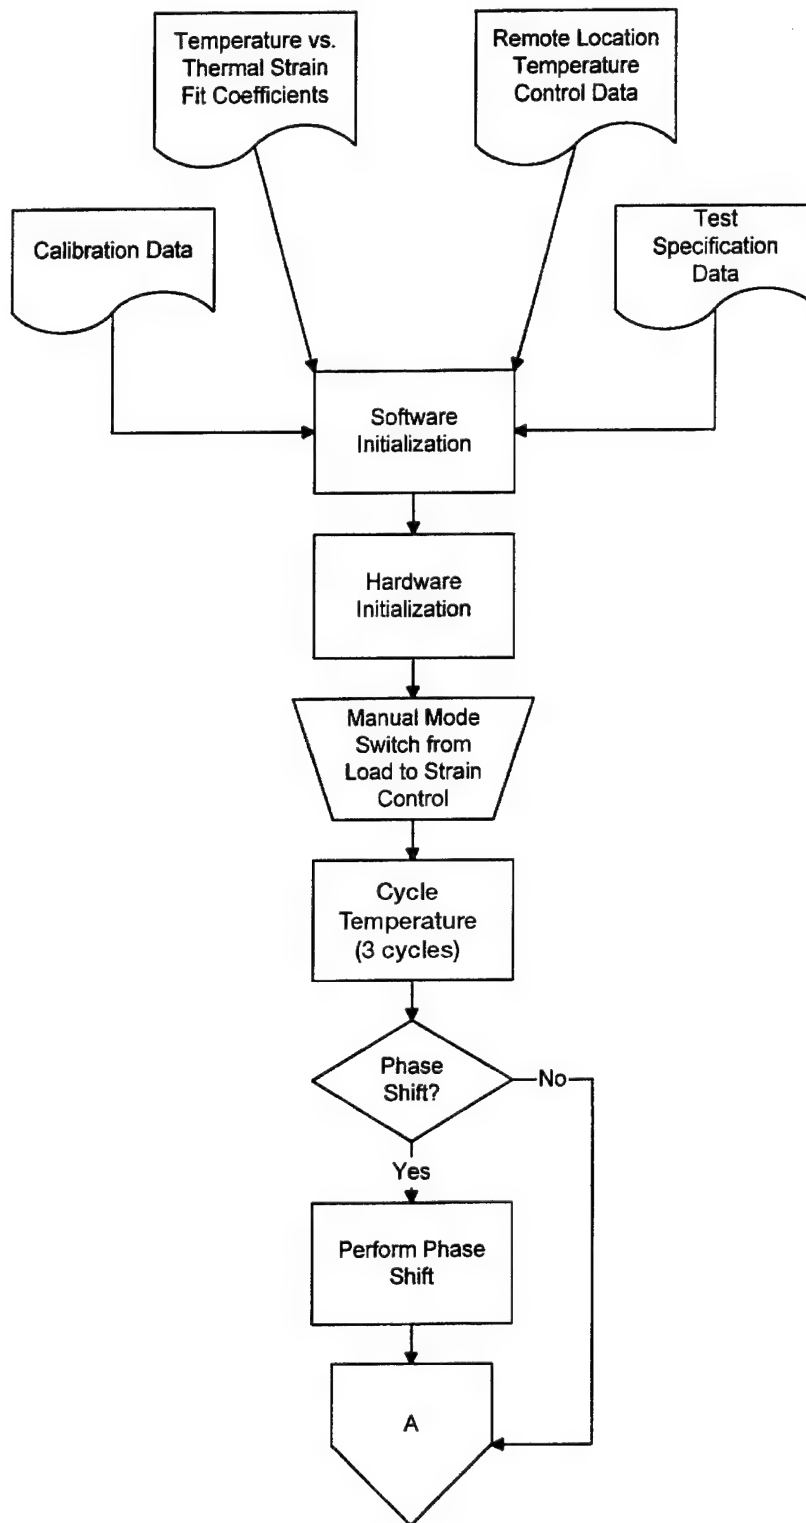 Temperature vs.
Thermal Strain
Fit Coefficients
Remote Location
Temperature
Control Data
Calibration Data
Test
Specification
Data
Software
Initialization
Hardware
Initialization
Manual Mode
Switch from
Load to Strain
Control
Cycle
Temperature
(3 cycles)
Phase
Shift?
No
Yes
Perform Phase
Shift
A